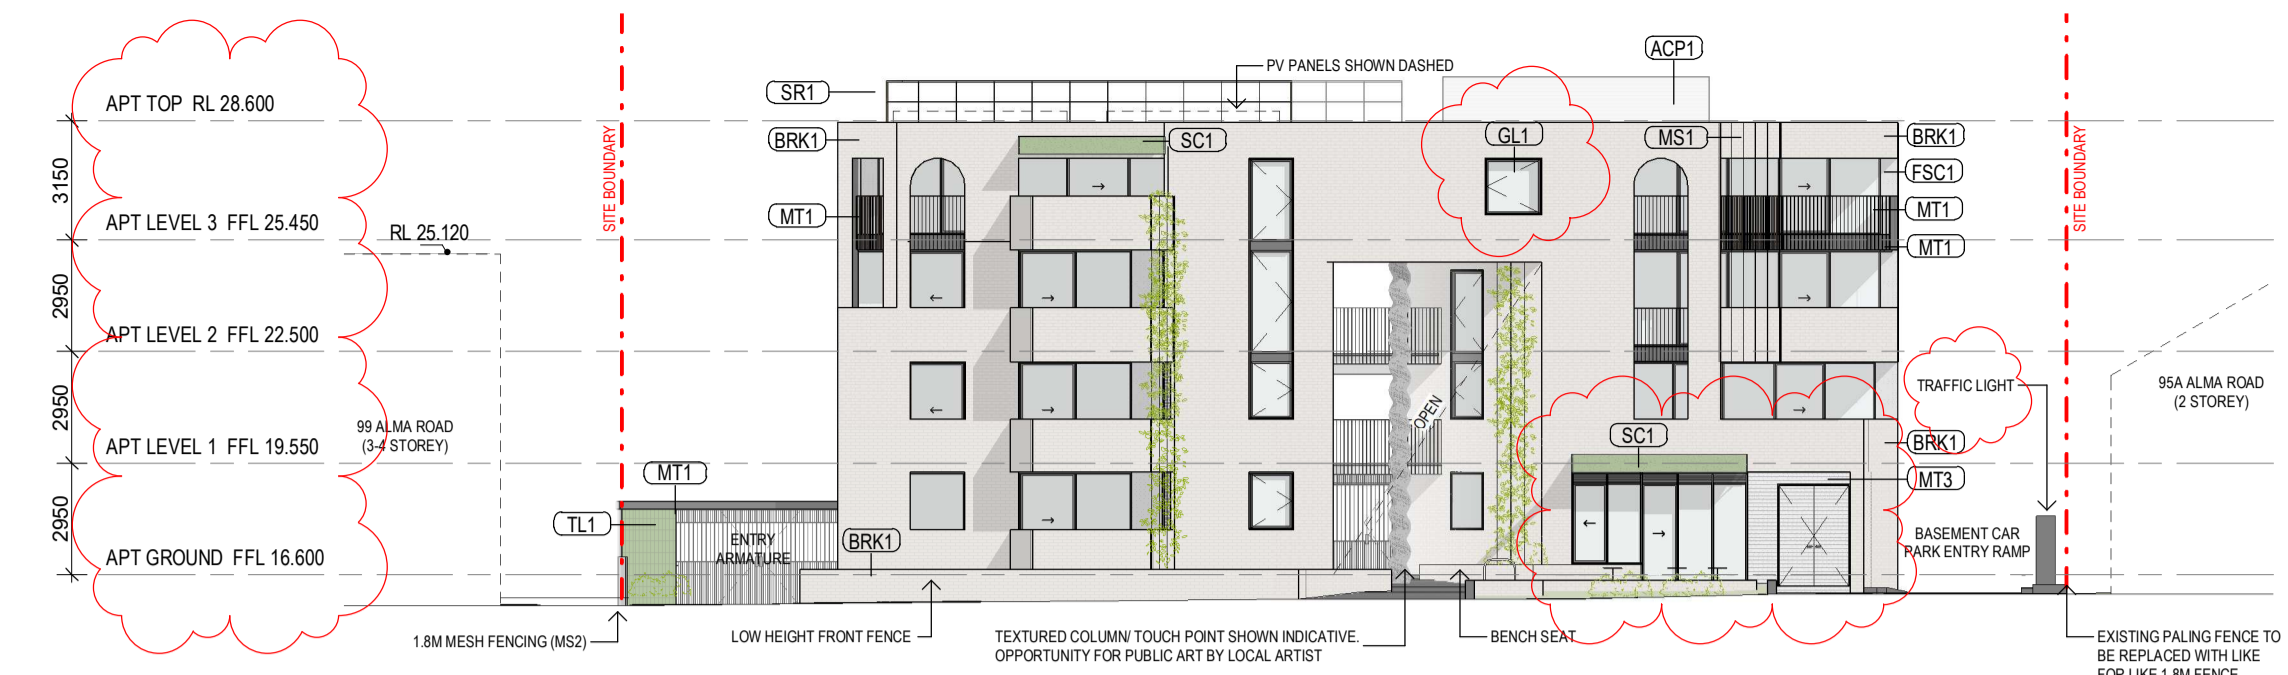 PV PANELS SHOWN DASHED
ACP1
SR1
APT TOP RL 28.600
BRK1
SC1
GL1
MS1
BRK1
SITE BOUNDARY
SITE BOUNDARY
3150
FSC1
MT1
MT1
APT LEVEL 3 FFL 25.450
RL 25.120
MT1
2950
APT LEVEL 2 FFL 22.500
TRAFFIC LIGHT
95A ALMA ROAD
(2 STOREY)
2950
OPEN
99 ALMA ROAD
(3-4 STOREY)
SC1
BRK1
APT LEVEL 1 FFL 19.550
MT1
MT3
2950
TL1
ENTRY
ARMATURE
BRK1
BASEMENT CAR
PARK ENTRY RAMP
APT GROUND FFL 16.600
1.8M MESH FENCING (MS2)
LOW HEIGHT FRONT FENCE
TEXTURED COLUMN/ TOUCH POINT SHOWN INDICATIVE.
OPPORTUNITY FOR PUBLIC ART BY LOCAL ARTIST
BENCH SEAT
EXISTING PALING FENCE TO
BE REPLACED WITH LIKE
FOR LIKE 1.8M FENCE